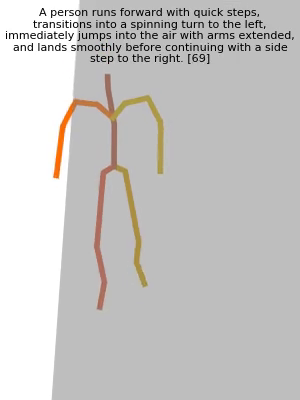 A person runs forward with quick steps,
transitions into a spinning turn to the left,
immediately jumps into the air with arms extended,
and lands smoothly before continuing with a side
step to the right. [69]